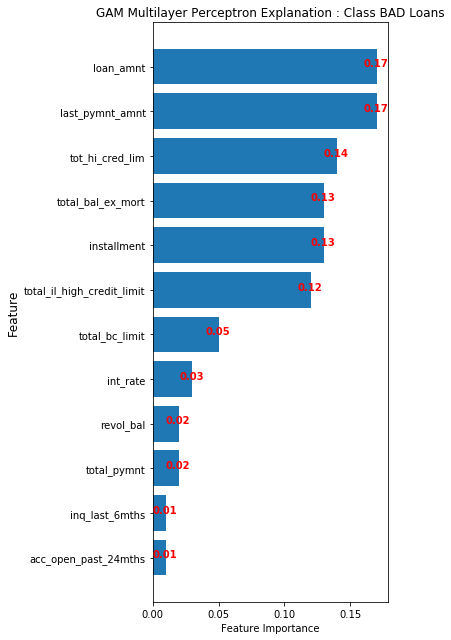 GAM Multilayer Perceptron Explanation : Class BAD Loans
loan_amnt 0.17
last_pymnt_amnt 0.17
tot_hi_cred_lim 0.14
total_bal_ex_mort 0.13
installment 0.13
total_il_high_credit_limit 0.12
total_bc_limit 0.05
int_rate 0.03
revol_bal 0.02
total_pymnt 0.02
inq_last_6mths 0.01
acc_open_past_24mths 0.01
Feature
0.00 0.05 0.10 0.15
Feature Importance